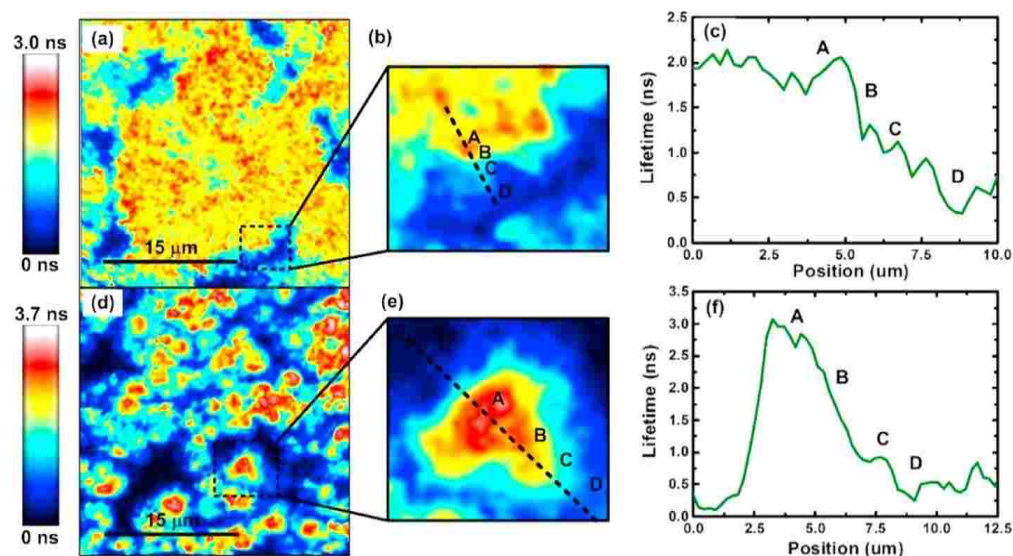 3.0 ns
0 ns
(a)
15 μm
(b)
A
B
C
D
(c)
Lifetime (ns)
2.5
2.0
1.5
1.0
0.5
0.0
A
B
C
D
0.0 2.5 5.0 7.5 10.0
Position (um)
3.7 ns
0 ns
(d)
15 μm
(e)
A
B
C
D
(f)
Lifetime (ns)
3.5
3.0
2.5
2.0
1.5
1.0
0.5
0.0
A
B
C
D
0.0 2.5 5.0 7.5 10.0 12.5
Position (um)